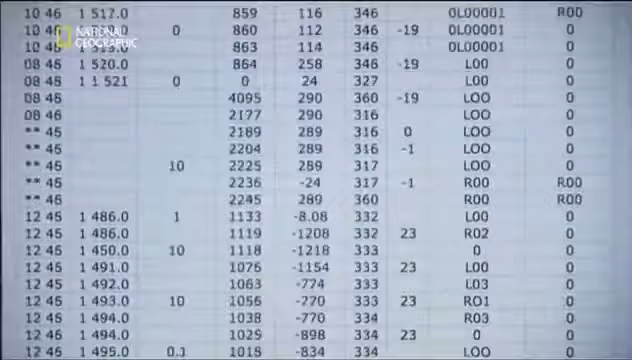 10 46 1 517.0 859 116 346 0L00001 R00
10 46 0 860 112 346 -19 0L00001 0
NATIONAL
GEOGRAPHIC
10 45 863 114 346 0L00001 0
08 46 1 520.0 864 258 346 -19 L00 0
08 46 1 1 521 0 0 24 327 L00 0
08 46 4095 290 360 -19 L00 0
08 46 2177 290 316 L00 0
** 46 2189 289 316 0 L00 0
** 46 2204 289 316 -1 L00 0
** 46 10 2225 289 317 L00 0
** 46 2236 -24 317 -1 R00 R00
** 46 2245 289 360 R00 R00
12 45 1 486.0 1 1133 -8.08 332 L00 0
12 45 1 486.0 1119 -1208 332 23 R02 0
12 45 1 450.0 10 1118 -1218 333 0 0
12 45 1 491.0 1076 -1154 333 23 L00 0
12 45 1 492.0 1063 -774 333 L03 0
12 45 1 493.0 10 1056 -770 333 23 R01 0
12 45 1 494.0 1038 -770 334 R03 0
12 45 1 494.0 1025 -898 334 23 0 0
12 45 1 495.0 0.1 1018 -834 334 L00 0